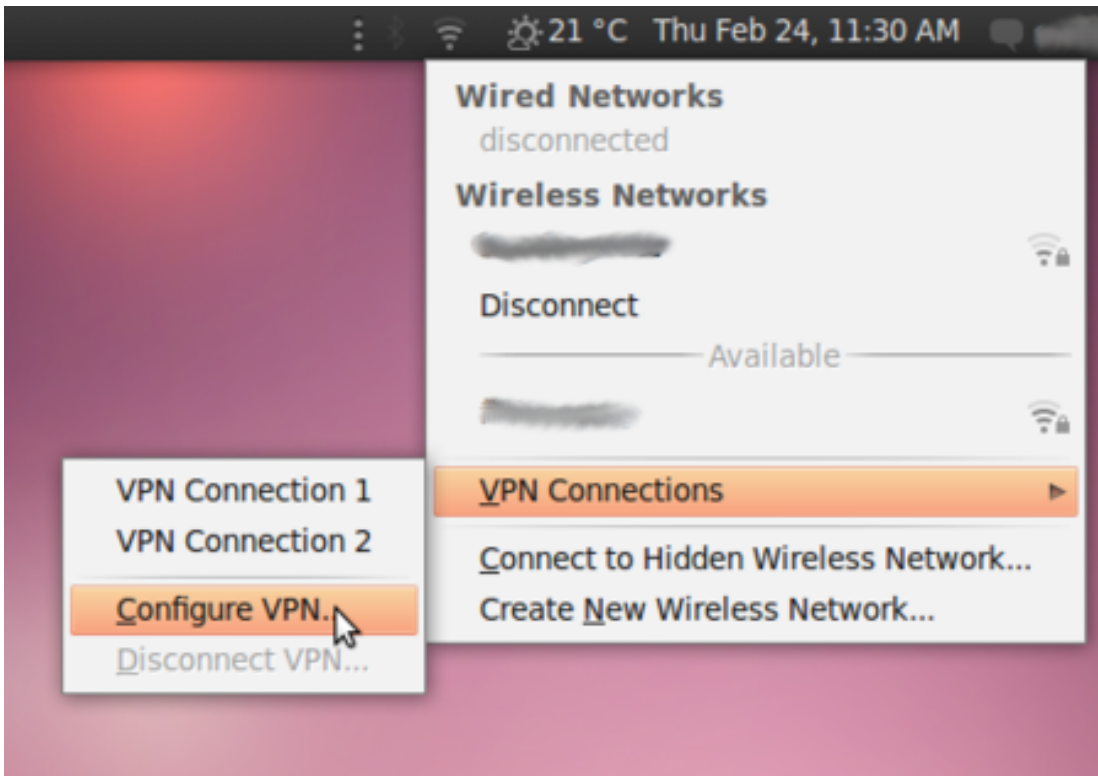 21 °C Thu Feb 24, 11:30 AM
Wired Networks
disconnected
Wireless Networks
Disconnect
Available
VPN Connections
Connect to Hidden Wireless Network...
Create New Wireless Network...
VPN Connection 1
VPN Connection 2
Configure VPN...
Disconnect VPN...